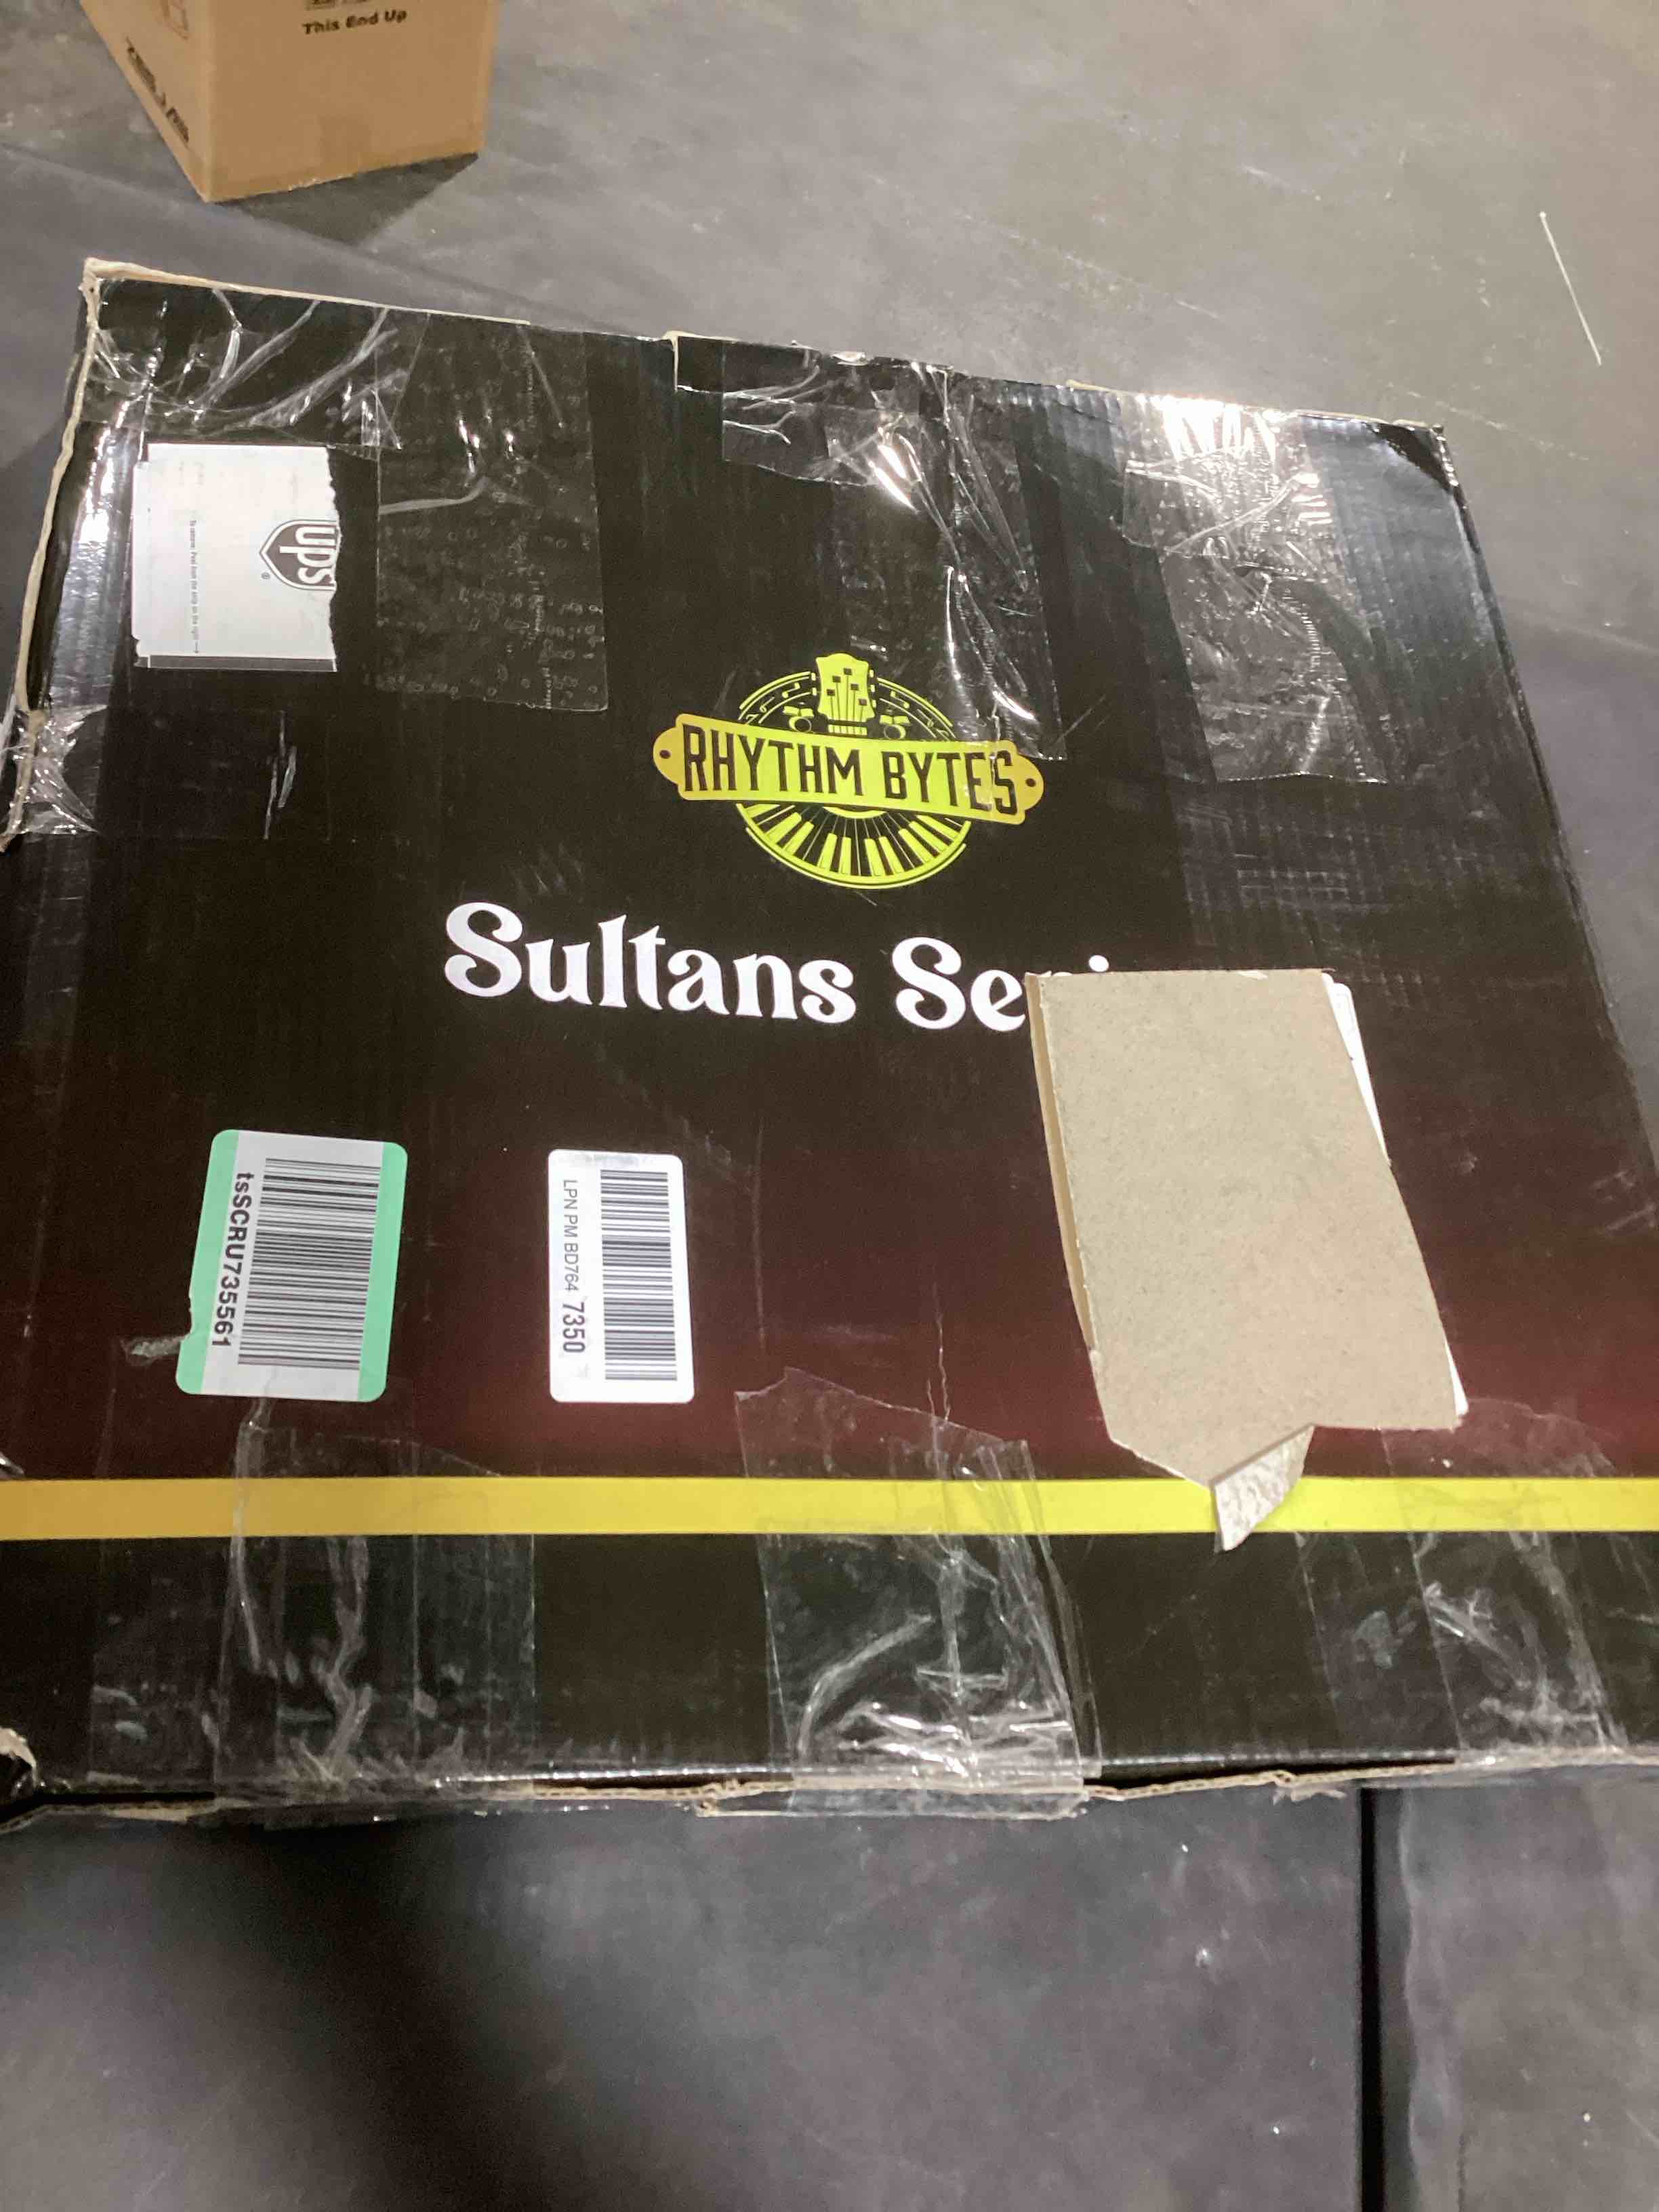 This End Up
ups
RHYTHM BYTES
Sultans Se
tsSCRU735561
LPN PM BD764 7350